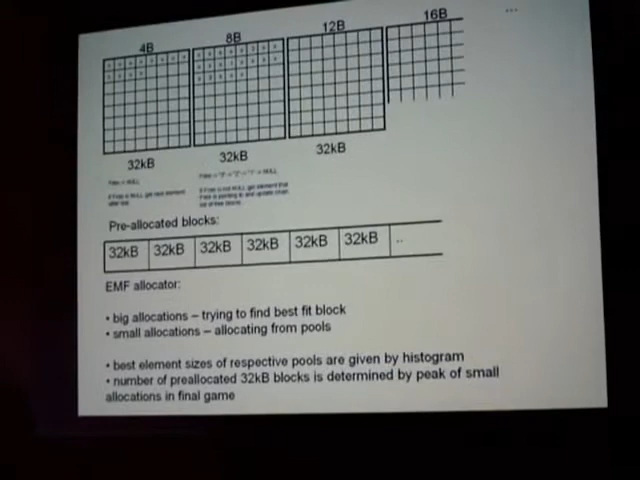 4B 8B 12B 16B ...
32kB 32kB 32kB
Pre-allocated blocks:
32kB 32kB 32kB 32kB 32kB 32kB ..
EMF allocator:
• big allocations – trying to find best fit block
• small allocations – allocating from pools
• best element sizes of respective pools are given by histogram
• number of preallocated 32kB blocks is determined by peak of small
allocations in final game